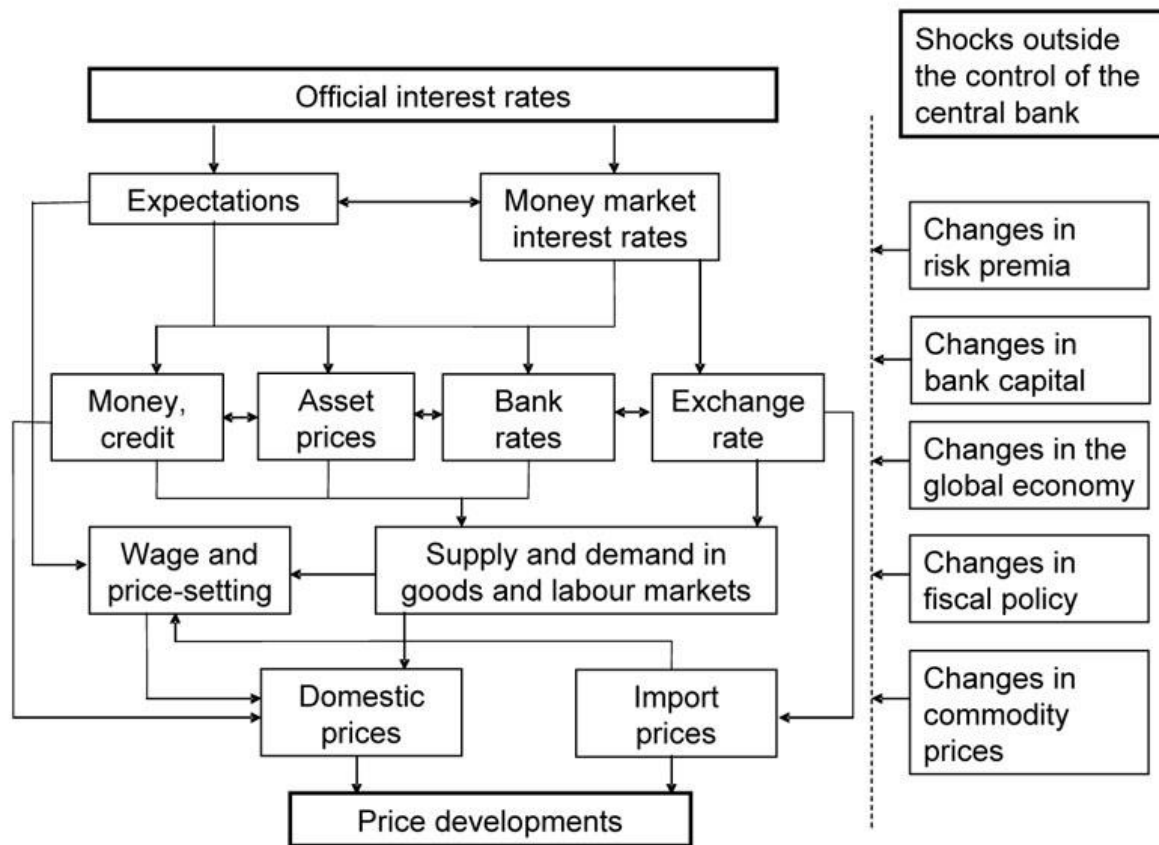 Official interest rates
Shocks outside
the control of the
central bank
Expectations
Money market
interest rates
Changes in
risk premia
Money,
credit
Asset
prices
Bank
rates
Exchange
rate
Changes in
bank capital
Changes in the
global economy
Wage and
price-setting
Supply and demand in
goods and labour markets
Changes in
fiscal policy
Domestic
prices
Import
prices
Changes in
commodity
prices
Price developments